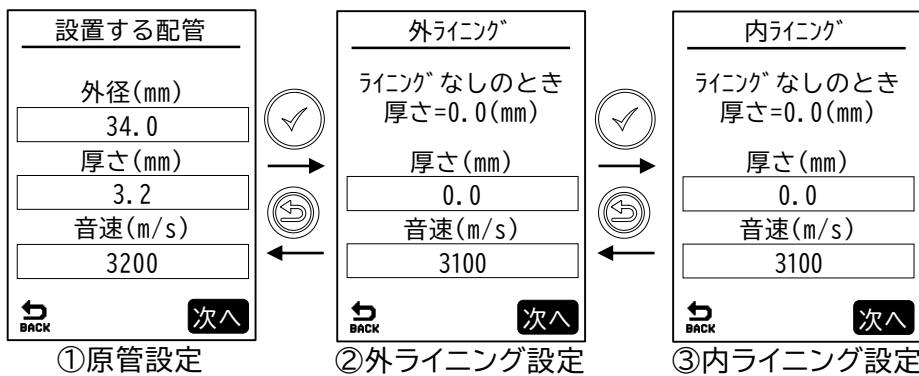 設置する配管
外径(mm)
34.0
厚さ(mm)
3.2
音速(m/s)
3200
BACK
次へ
①原管設定
外ﾗｲﾆﾝｸﾞ
ﾗｲﾆﾝｸﾞなしのとき
厚さ=0.0(mm)
厚さ(mm)
0.0
音速(m/s)
3100
BACK
次へ
②外ライニング設定
内ﾗｲﾆﾝｸﾞ
ﾗｲﾆﾝｸﾞなしのとき
厚さ=0.0(mm)
厚さ(mm)
0.0
音速(m/s)
3100
BACK
次へ
③内ライニング設定